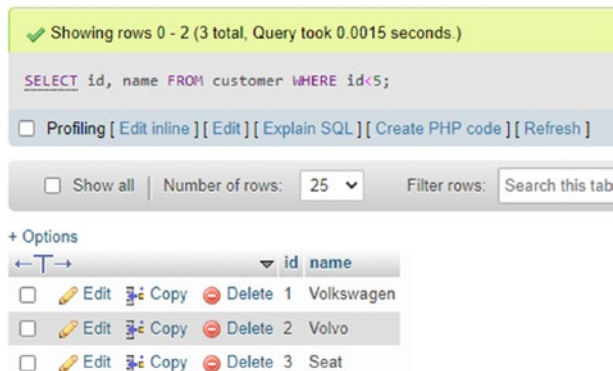 Showing rows 0 - 2 (3 total, Query took 0.0015 seconds.)
SELECT id, name FROM customer WHERE id<5;
Profiling [ Edit inline ] [ Edit ] [ Explain SQL ] [ Create PHP code ] [ Refresh ]
Show all | Number of rows: 25 Filter rows: Search this tab
+ Options
←T→ id name
Edit Copy Delete 1 Volkswagen
Edit Copy Delete 2 Volvo
Edit Copy Delete 3 Seat